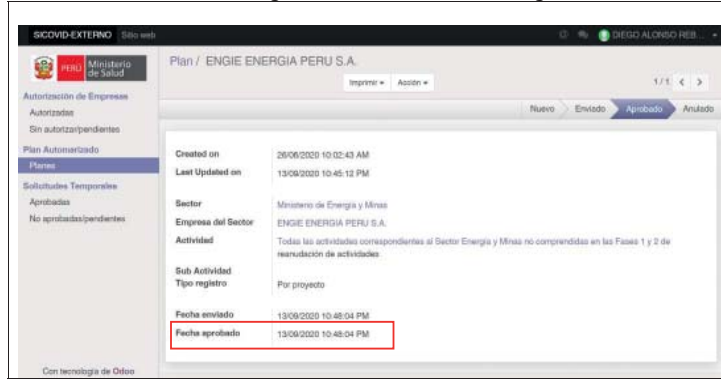 SICOVID-EXTERNO Sitio web
DIEGO ALONSO REB...
PERÚ Ministerio de Salud
Autorización de Empresas
Autorizadas
Sin autorizar/pendientes
Plan Automarizado
Planes
Solicitudes Temporales
Aprobadas
No aprobadas/pendientes
Con tecnología de Odoo
Plan / ENGIE ENERGIA PERU S.A.
Imprimir Acción
1 / 1
Nuevo Enviado Aprobado Anulado
Created on 26/06/2020 10:02:43 AM
Last Updated on 13/09/2020 10:45:12 PM
Sector Ministerio de Energía y Minas
Empresa del Sector ENGIE ENERGIA PERU S.A.
Actividad Todas las actividades correspondientes al Sector Energía y Minas no comprendidas en las Fases 1 y 2 de
reanudación de actividades
Sub Actividad
Tipo registro Por proyecto
Fecha enviado 13/09/2020 10:48:04 PM
Fecha aprobado 13/09/2020 10:48:04 PM